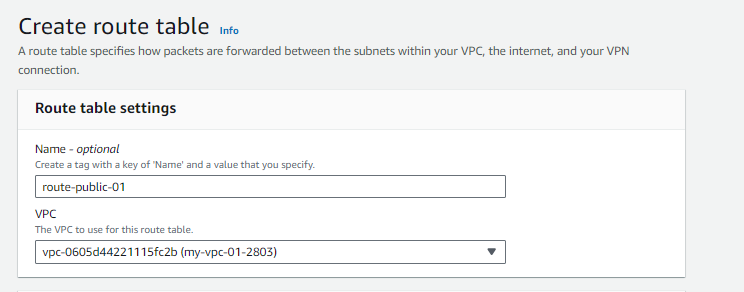 Create route table Info
A route table specifies how packets are forwarded between the subnets within your VPC, the internet, and your VPN
connection.
Route table settings
Name - optional
Create a tag with a key of 'Name' and a value that you specify.
route-public-01
VPC
The VPC to use for this route table.
vpc-0605d44221115fc2b (my-vpc-01-2803)